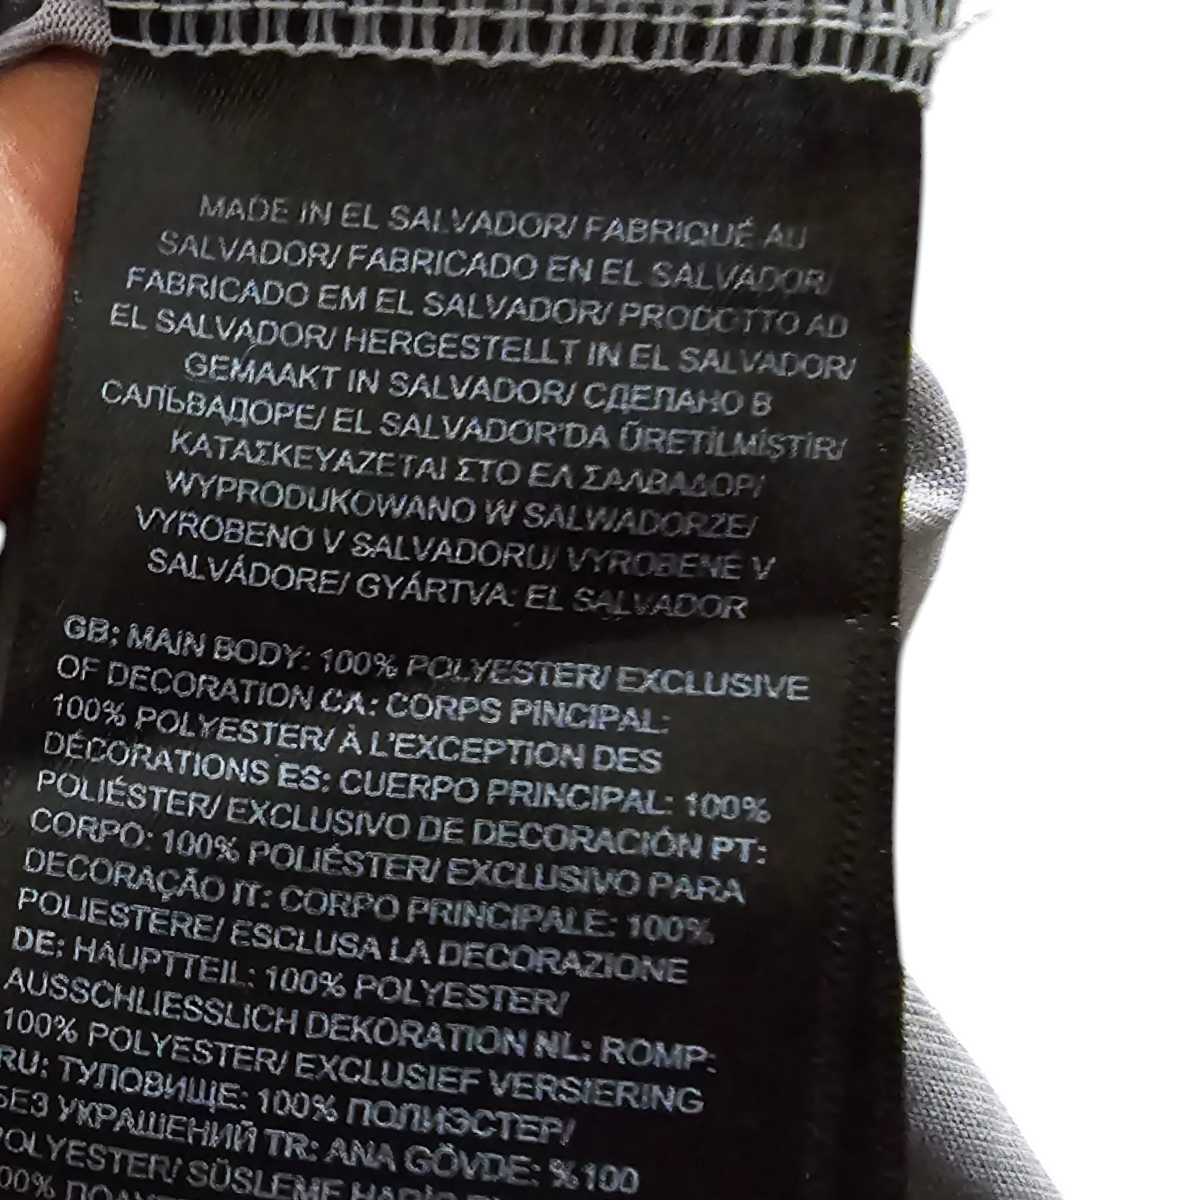 MADE IN EL SALVADOR/ FABRIQUÉ AU
SALVADOR/ FABRICADO EN EL SALVADOR/
FABRICADO EM EL SALVADOR/ PRODOTTO AD
EL SALVADOR/ HERGESTELLT IN EL SALVADOR/
GEMAAKT IN SALVADOR/ СДЕЛАНО В
САЛЬВАДОРЕ/ EL SALVADOR'DA ÜRETİLMİŞTİR/
ΚΑΤΑΣΚΕΥΑΖΕΤΑΙ ΣΤΟ ΕΛ ΣΑΛΒΑΔΟΡ/
WYPRODUKOWANO W SALWADORZE/
VYROBENO V SALVADORU/ VYROBENÉ V
SALVÁDORE/ GYÁRTVA: EL SALVADOR
GB: MAIN BODY: 100% POLYESTER/ EXCLUSIVE
OF DECORATION CA: CORPS PINCIPAL:
100% POLYESTER/ À L'EXCEPTION DES
DÉCORATIONS ES: CUERPO PRINCIPAL: 100%
POLIÉSTER/ EXCLUSIVO DE DECORACIÓN PT:
CORPO: 100% POLIÉSTER/ EXCLUSIVO PARA
DECORAÇÃO IT: CORPO PRINCIPALE: 100%
POLIESTERE/ ESCLUSA LA DECORAZIONE
DE: HAUPTTEIL: 100% POLYESTER/
AUSSCHLIESSLICH DEKORATION NL: ROMP:
100% POLYESTER/ EXCLUSIEF VERSIERING
RU: ТУЛОВИЩЕ: 100% ПОЛИЭСТЕР/
БЕЗ УКРАШЕНИЙ TR: ANA GÖVDE: %100
POLYESTER/ SÜSLEME HARİÇ